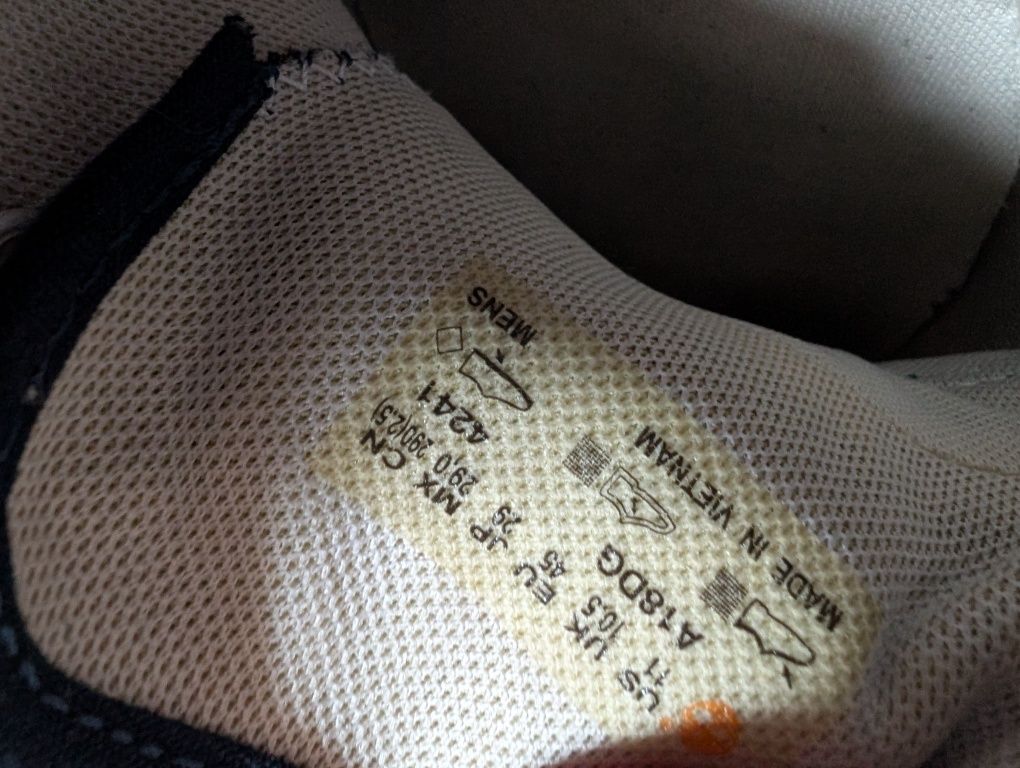 US UK EU JP MX CN
11 10.5 45 29 29,0 290(2,5)
A18DG 4241
MADE IN VIETNAM MENS